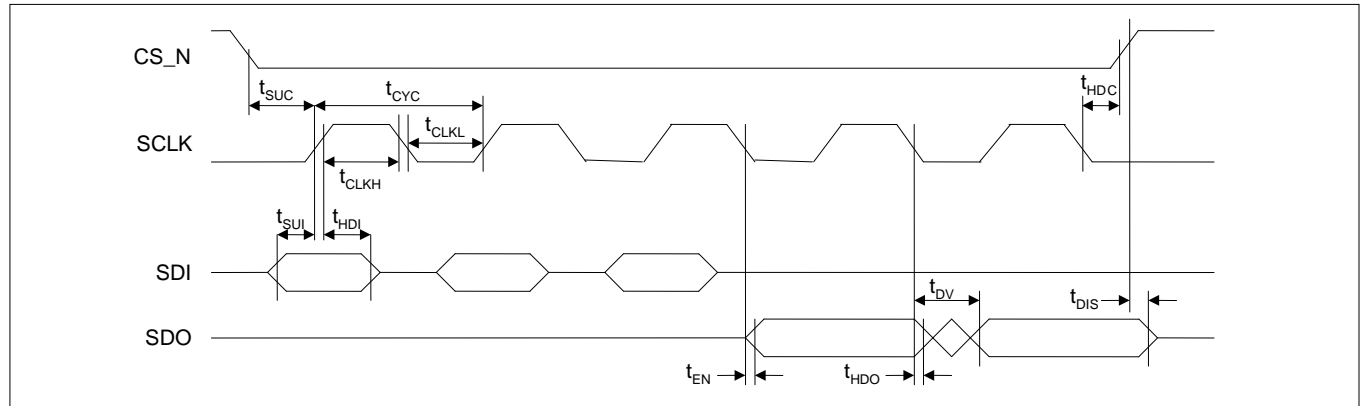 CS_N
tSUC
tCYC
tHDC
SCLK
tCLKL
tCLKH
tSUI
tHDI
SDI
tDV
tDIS
SDO
tEN
tHDO